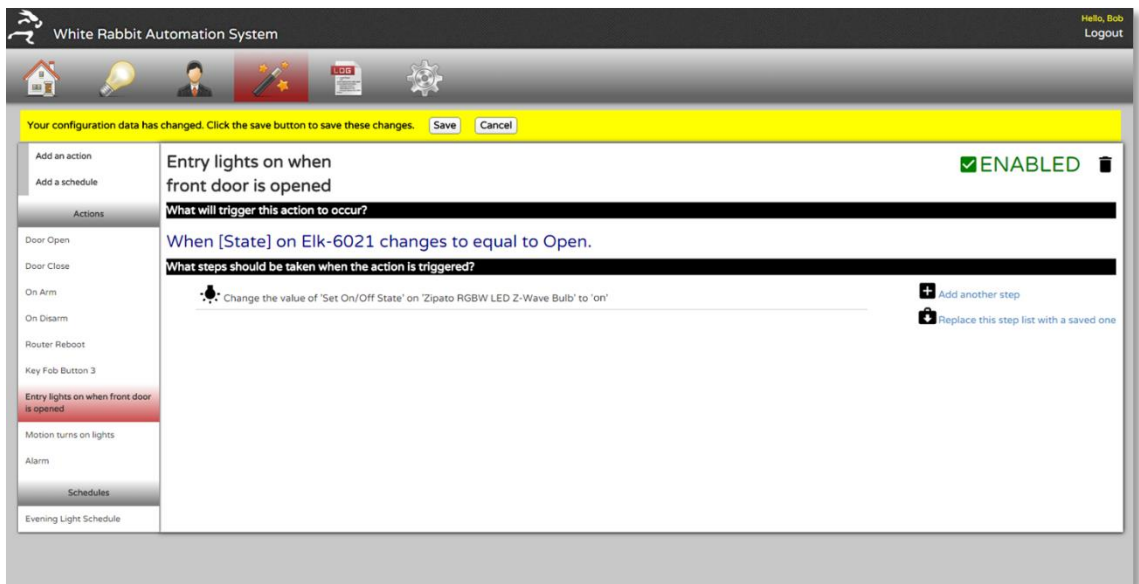 White Rabbit Automation System
Hello, Bob
Logout
LOG
Your configuration data has changed. Click the save button to save these changes. Save Cancel
Add an action
Add a schedule
Actions
Door Open
Door Close
On Arm
On Disarm
Router Reboot
Key Fob Button 3
Entry lights on when front door
is opened
Motion turns on lights
Alarm
Schedules
Evening Light Schedule
Entry lights on when
front door is opened
ENABLED
What will trigger this action to occur?
When [State] on Elk-6021 changes to equal to Open.
What steps should be taken when the action is triggered?
Change the value of 'Set On/Off State' on 'Zipato RGBW LED Z-Wave Bulb' to 'on'
Add another step
Replace this step list with a saved one